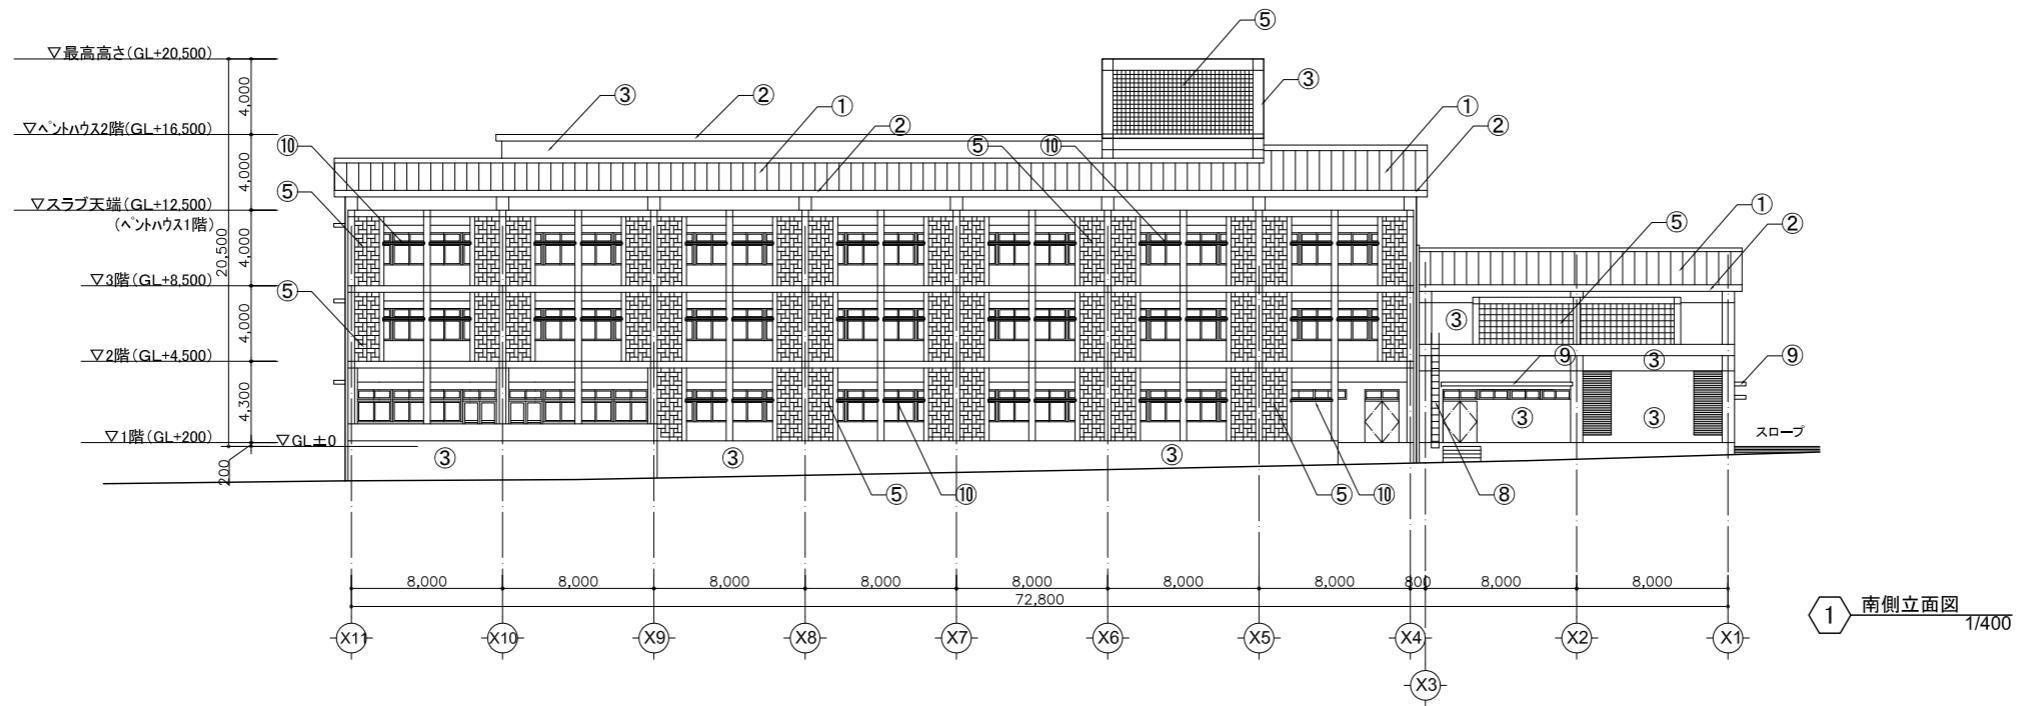 ⑤
▽最高高さ(GL+20,500)
③
③
②
①
①
4,000
②
②
▽ペントハウス2階(GL+16,500)
⑩
⑤
⑩
4,000
⑤
▽スラブ天端(GL+12,500)
(ペントハウス1階)
①
⑤
②
20,500
4,000
▽3階(GL+8,500)
⑤
③
4,000
▽2階(GL+4,500)
⑨
③
⑨
4,300
⑧
③
③
▽1階(GL+200)
▽GL±0
スロープ
200
③
③
③
⑤
⑩
⑤
⑩
⑧
8,000
8,000
8,000
8,000
8,000
8,000
8,000
800
8,000
8,000
72,800
X11
X10
X9
X8
X7
X6
X5
X4
X2
X1
X3
1
南側立面図
1/400